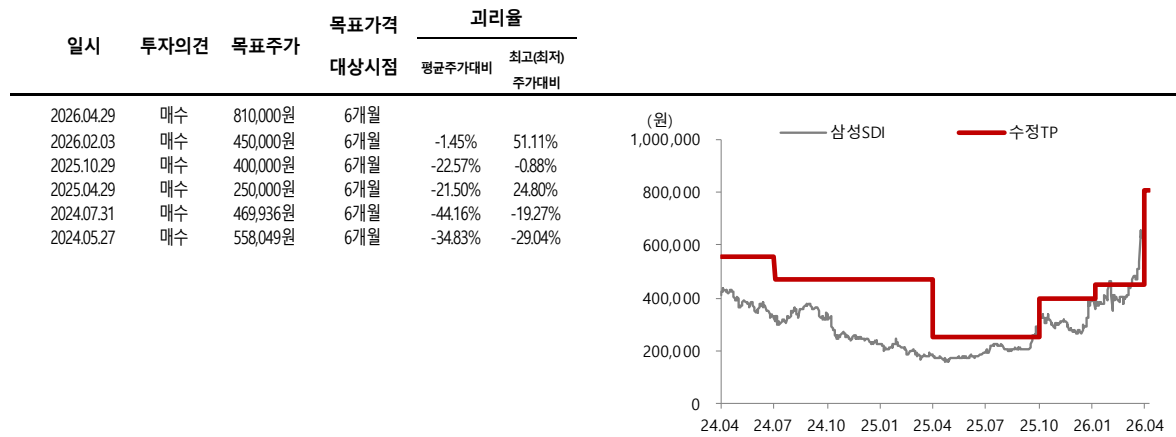 일시 투자의견 목표주가 목표가격 대상시점 괴리율
평균주가대비 최고(최저) 주가대비
2026.04.29 매수 810,000원 6개월
2026.02.03 매수 450,000원 6개월 -1.45% 51.11%
2025.10.29 매수 400,000원 6개월 -22.57% -0.88%
2025.04.29 매수 250,000원 6개월 -21.50% 24.80%
2024.07.31 매수 469,936원 6개월 -44.16% -19.27%
2024.05.27 매수 558,049원 6개월 -34.83% -29.04%
(원)
삼성SDI 수정TP
1,000,000
800,000
600,000
400,000
200,000
0
24.04 24.07 24.10 25.01 25.04 25.07 25.10 26.01 26.04